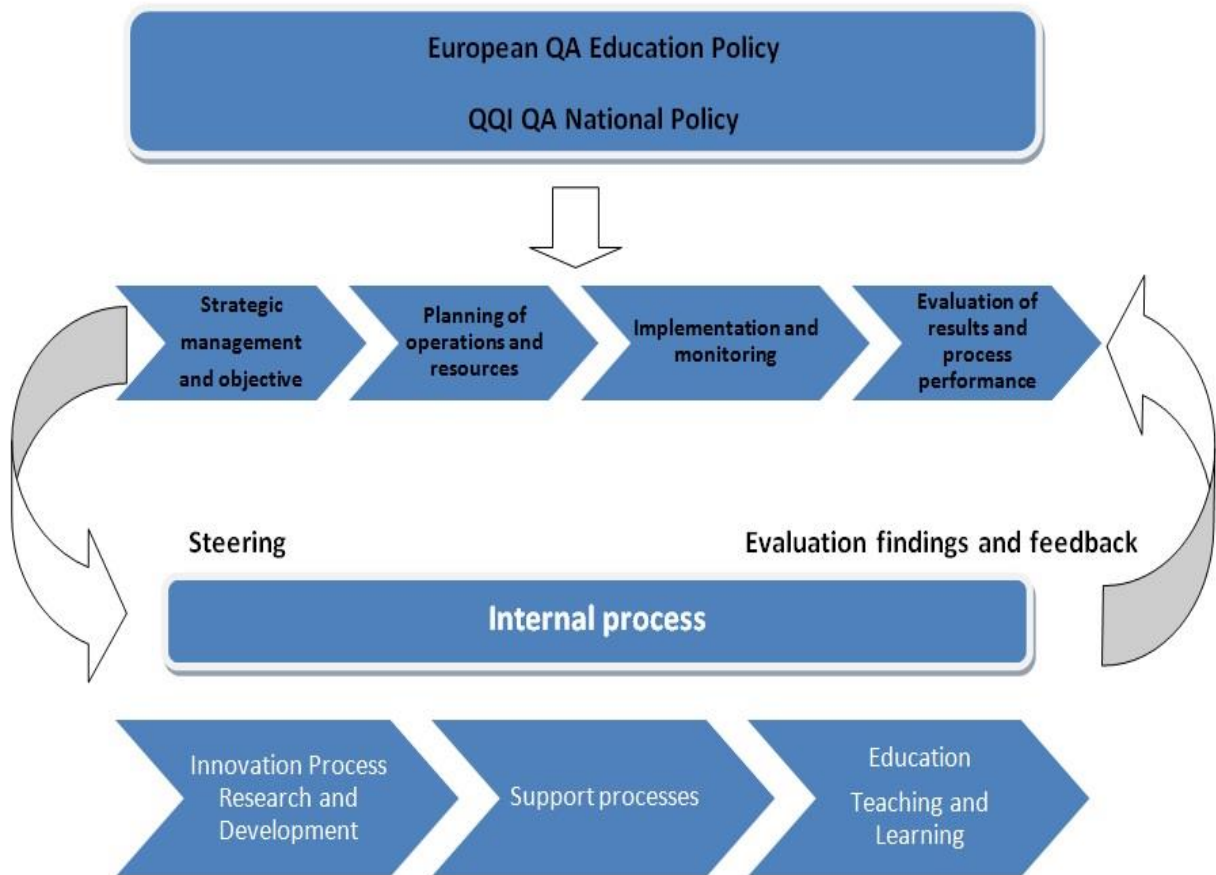 European QA Education Policy
QQI QA National Policy
Strategic
management
and objective
Planning of
operations and
resources
Implementation and
monitoring
Evaluation of
results and
process
performance
Steering
Evaluation findings and feedback
Internal process
Innovation Process
Research and
Development
Support processes
Education
Teaching and
Learning